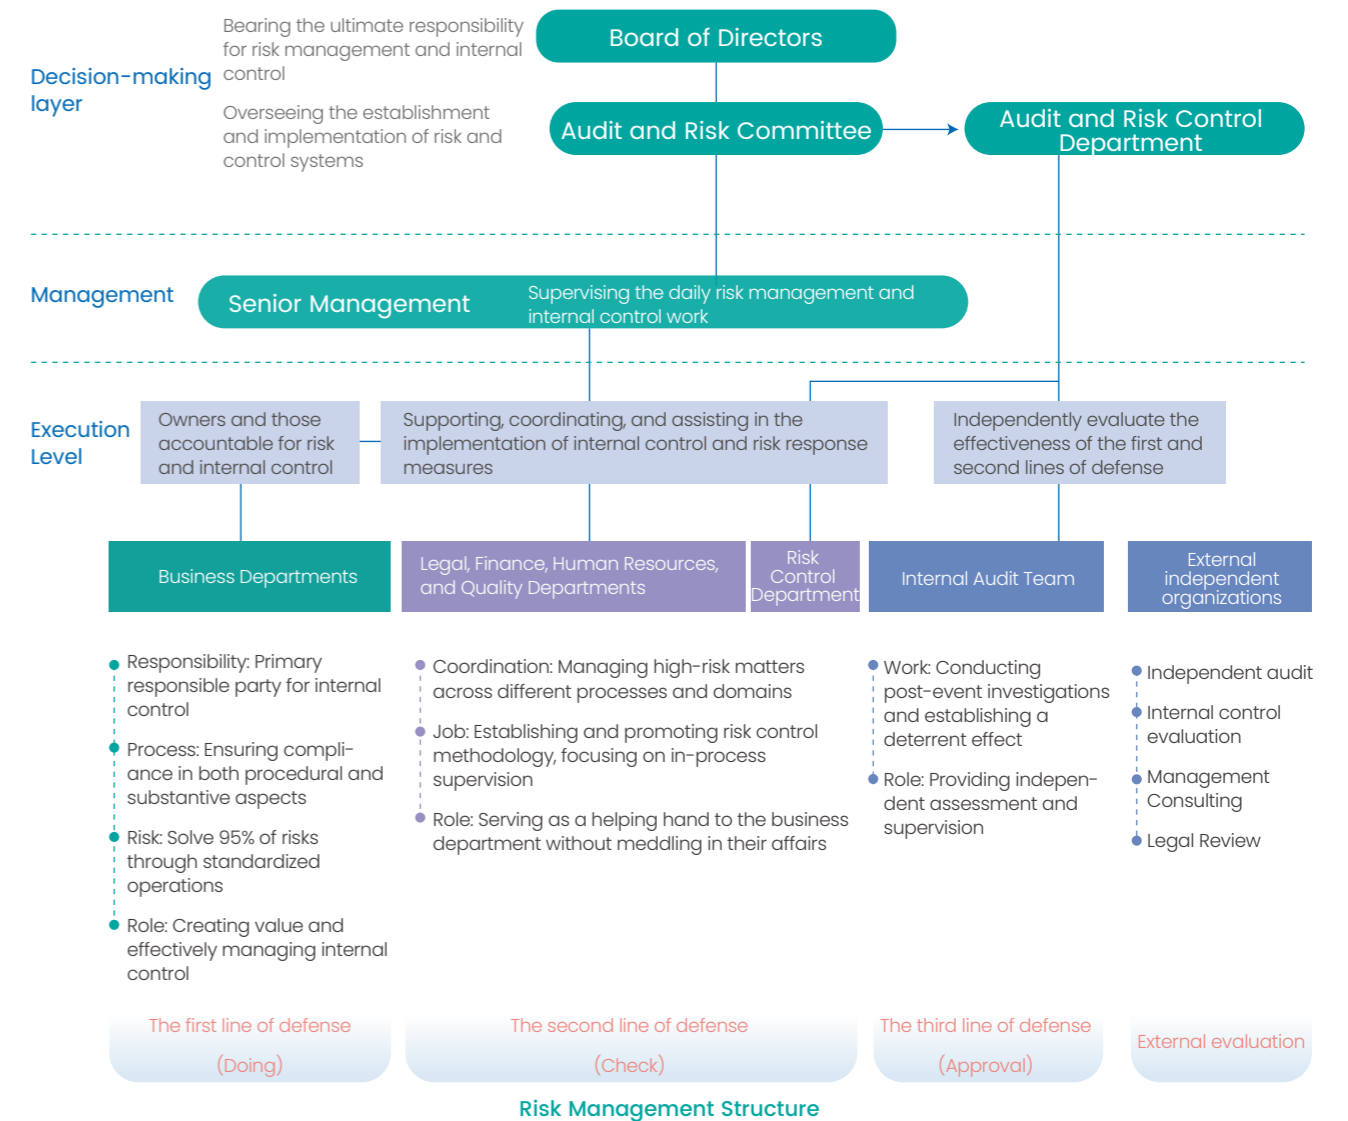 Bearing the ultimate responsibility
for risk management and internal
control
Board of Directors
Decision-making
layer
Overseeing the establishment
and implementation of risk and
control systems
Audit and Risk Committee
Audit and Risk Control
Department
Management
Senior Management
Supervising the daily risk management and
internal control work
Execution
Level
Owners and those
accountable for risk
and internal control
Supporting, coordinating, and assisting in the
implementation of internal control and risk response
measures
Independently evaluate the
effectiveness of the first and
second lines of defense
Business Departments
Legal, Finance, Human Resources,
and Quality Departments
Risk
Control
Department
Internal Audit Team
External
independent
organizations
Responsibility: Primary
responsible party for internal
control
Process: Ensuring compli-
ance in both procedural and
substantive aspects
Risk: Solve 95% of risks
through standardized
operations
Role: Creating value and
effectively managing internal
control
Coordination: Managing high-risk matters
across different processes and domains
Job: Establishing and promoting risk control
methodology, focusing on in-process
supervision
Role: Serving as a helping hand to the business
department without meddling in their affairs
Work: Conducting
post-event investigations
and establishing a
deterrent effect
Role: Providing indepen-
dent assessment and
supervision
Independent audit
Internal control
evaluation
Management
Consulting
Legal Review
The first line of defense
(Doing)
The second line of defense
(Check)
The third line of defense
(Approval)
External evaluation
Risk Management Structure